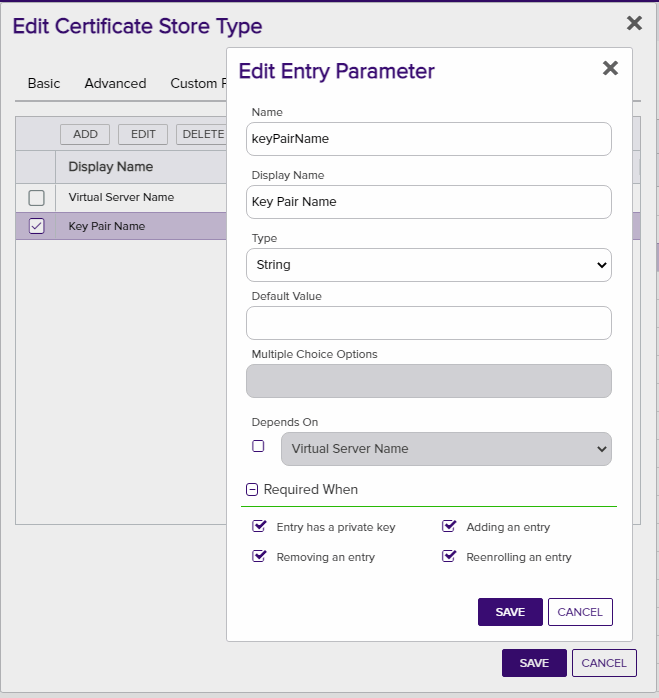 Edit Certificate Store Type
Basic Advanced Custom
ADD EDIT DELETE
Display Name
Virtual Server Name
Key Pair Name
Edit Entry Parameter
Name
keyPairName
Display Name
Key Pair Name
Type
String
Default Value
Multiple Choice Options
Depends On
Virtual Server Name
Required When
Entry has a private key Adding an entry
Removing an entry Reenrolling an entry
SAVE CANCEL
SAVE CANCEL